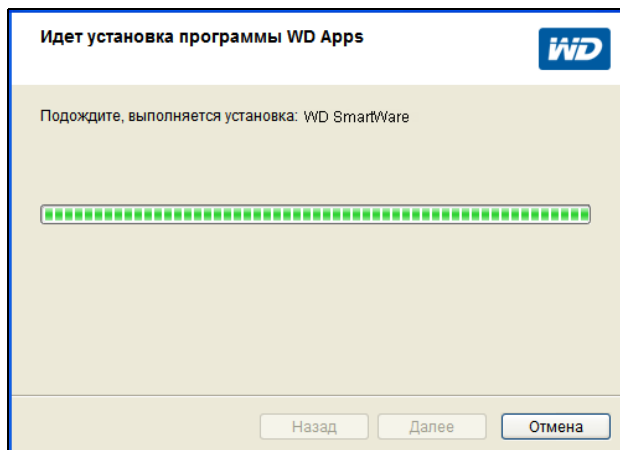 Идет установка программы WD Apps
WD
Подождите, выполняется установка: WD SmartWare
Назад
Далее
Отмена